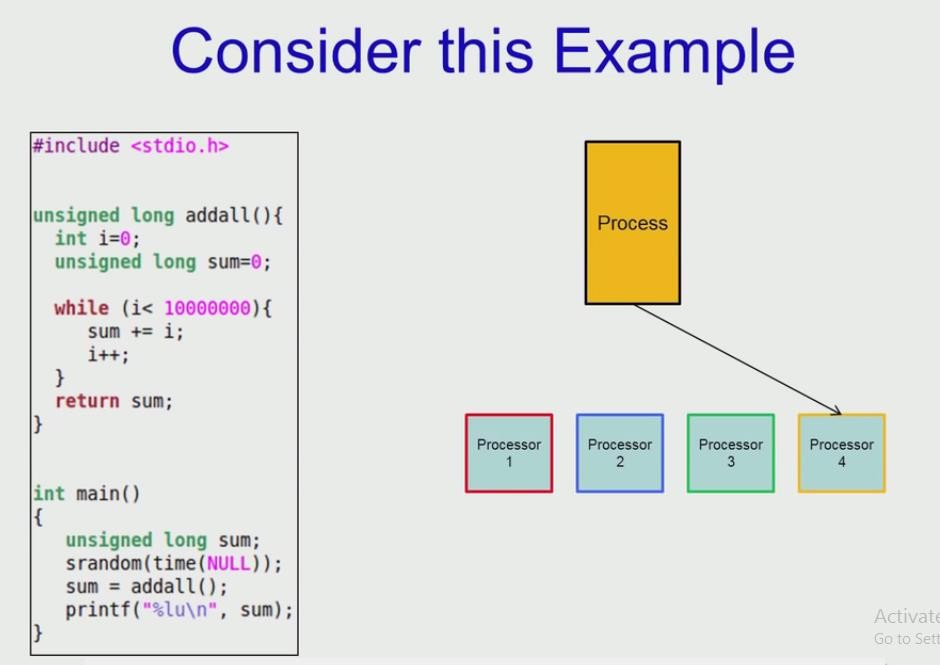 Consider this Example
#include <stdio.h>
unsigned long addall(){
int i=0;
unsigned long sum=0;
while (i< 10000000){
sum += i;
i++;
}
return sum;
}
int main()
{
unsigned long sum;
srandom(time(NULL));
sum = addall();
printf("%lu\n", sum);
}
Process
Processor
1
Processor
2
Processor
3
Processor
4
Activate
Go to Sett